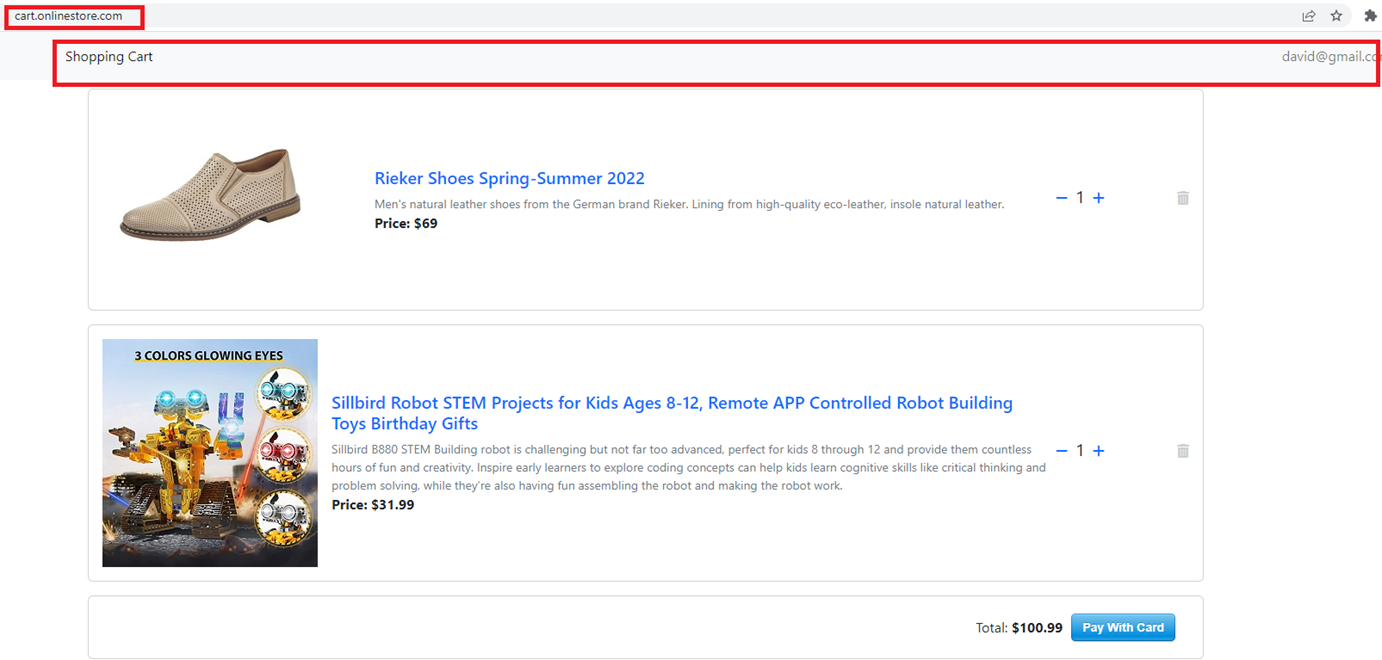 cart.onlinestore.com
Shopping Cart
david@gmail.co
Rieker Shoes Spring-Summer 2022
Men's natural leather shoes from the German brand Rieker. Lining from high-quality eco-leather, insole natural leather.
Price: $69
− 1 +
3 COLORS GLOWING EYES
Sillbird Robot STEM Projects for Kids Ages 8-12, Remote APP Controlled Robot Building
Toys Birthday Gifts
Sillbird B880 STEM Building robot is challenging but not far too advanced, perfect for kids 8 through 12 and provide them countless
hours of fun and creativity. Inspire early learners to explore coding concepts can help kids learn cognitive skills like critical thinking and
problem solving, while they're also having fun assembling the robot and making the robot work.
Price: $31.99
− 1 +
Total: $100.99 Pay With Card